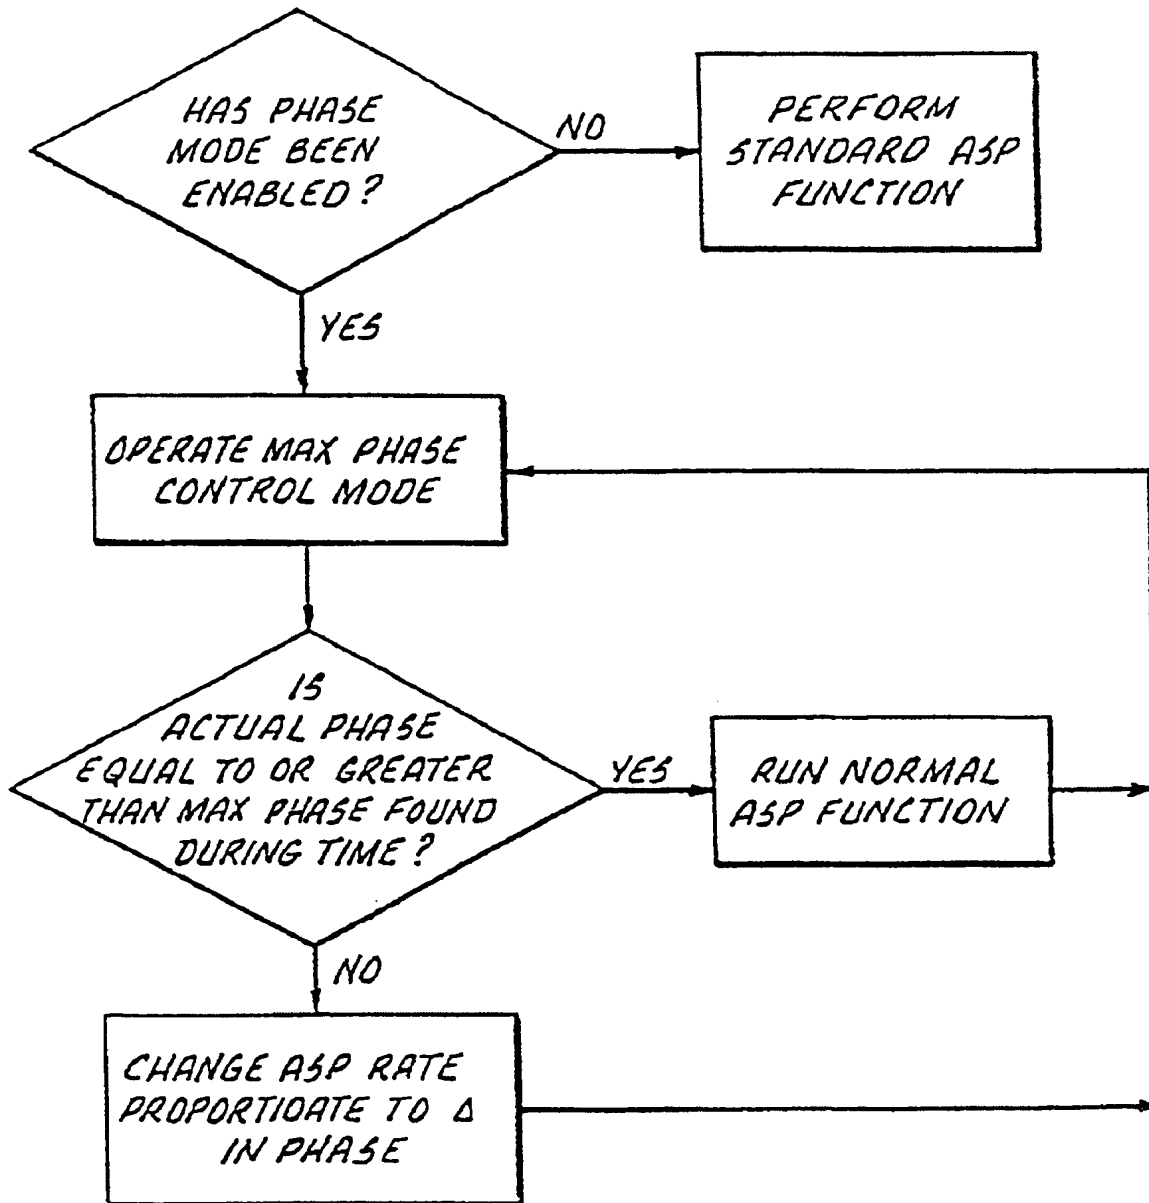 HAS PHASE
MODE BEEN
ENABLED?
NO
PERFORM
STANDARD ASP
FUNCTION
YES
OPERATE MAX PHASE
CONTROL MODE
IS
ACTUAL PHASE
EQUAL TO OR GREATER
THAN MAX PHASE FOUND
DURING TIME?
YES
RUN NORMAL
ASP FUNCTION
NO
CHANGE ASP RATE
PROPORTIOATE TO Δ
IN PHASE